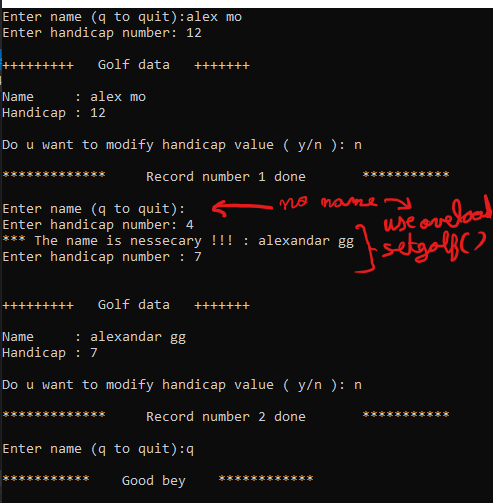 Enter name (q to quit):alex mo
Enter handicap number: 12
+++++++++   Golf data   +++++++
Name     : alex mo
Handicap : 12
Do u want to modify handicap value ( y/n ): n
*************     Record number 1 done       ***********
Enter name (q to quit):
no name
use overload
Enter handicap number: 4
*** The name is nessecary !!! : alexandar gg
setgolf()
Enter handicap number : 7
+++++++++   Golf data   +++++++
Name     : alexandar gg
Handicap : 7
Do u want to modify handicap value ( y/n ): n
*************     Record number 2 done       ***********
Enter name (q to quit):q
***********    Good bey    ************